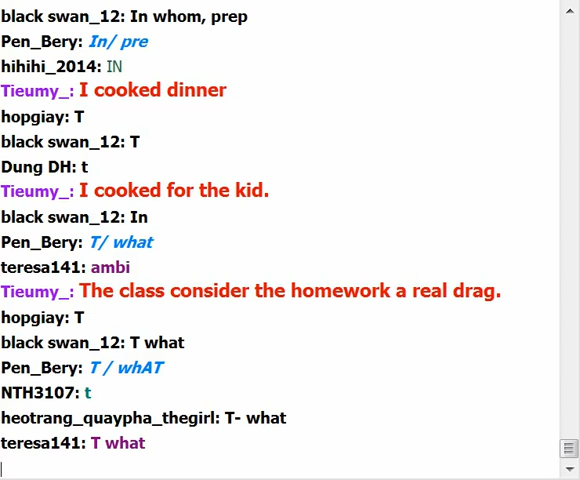 black swan_12: In whom, prep
Pen_Bery: In/ pre
hihihi_2014: IN
Tieumy_: I cooked dinner
hopgiay: T
black swan_12: T
Dung DH: t
Tieumy_: I cooked for the kid.
black swan_12: In
Pen_Bery: T/ what
teresa141: ambi
Tieumy_: The class consider the homework a real drag.
hopgiay: T
black swan_12: T what
Pen_Bery: T / whAT
NTH3107: t
heotrang_quaypha_thegirl: T- what
teresa141: T what